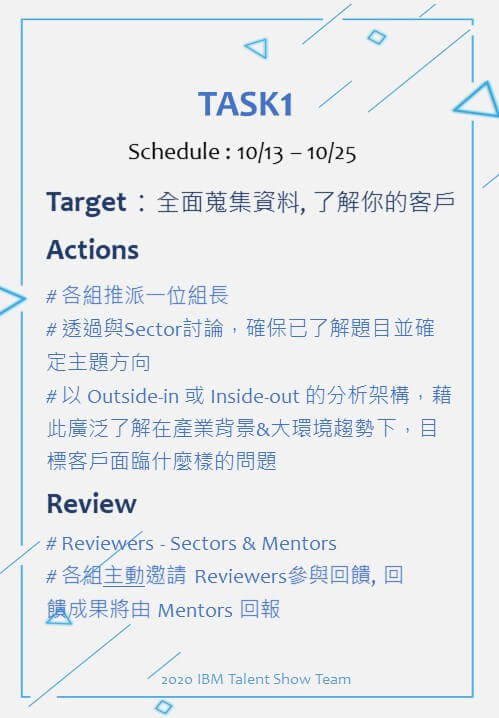 TASK1
Schedule : 10/13 – 10/25
Target : 全面蒐集資料, 了解你的客戶
Actions
# 各組推派一位組長
# 透過與Sector討論，確保已了解題目並確
定主題方向
# 以 Outside-in 或 Inside-out 的分析架構，藉
此廣泛了解在產業背景&大環境趨勢下，目
標客戶面臨什麼樣的問題
Review
# Reviewers - Sectors & Mentors
# 各組主動邀請 Reviewers參與回饋, 回
饋成果將由 Mentors 回報
2020 IBM Talent Show Team